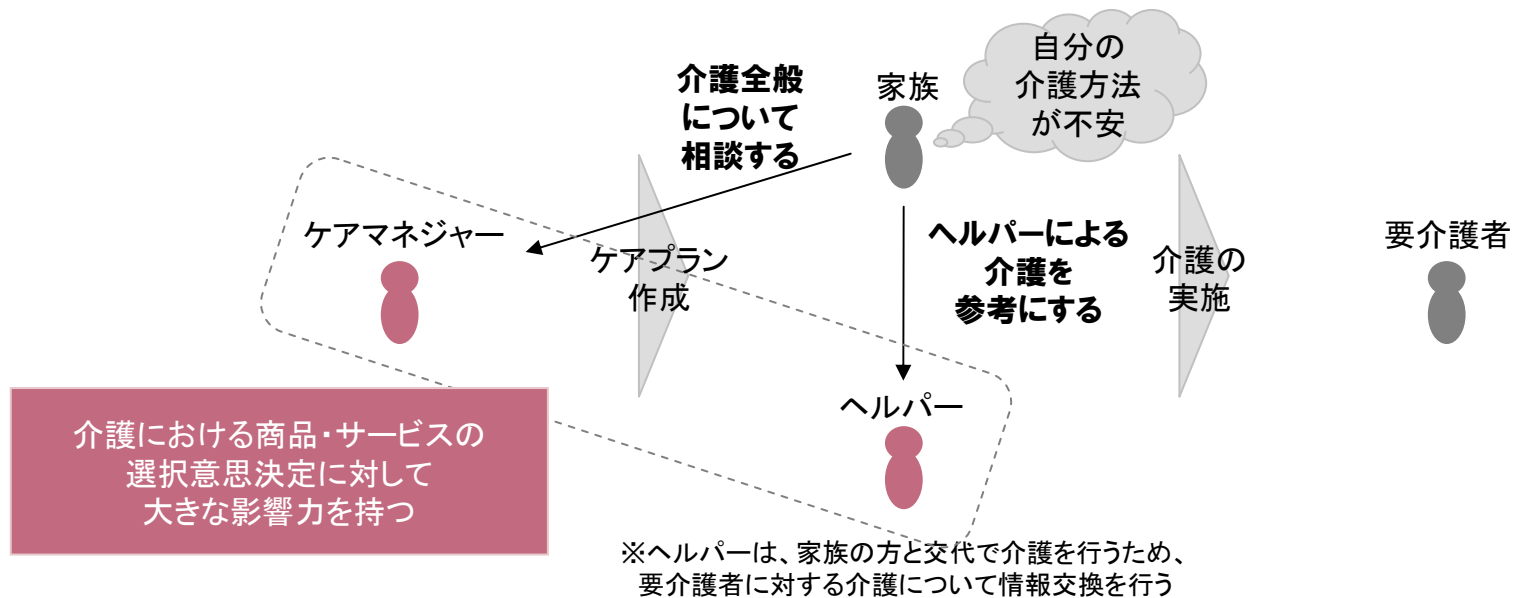 自分の
介護方法
が不安
家族
介護全般
について
相談する
ケアマネジャー
ケアプラン
作成
ヘルパーによる
介護を
参考にする
介護の
実施
要介護者
ヘルパー
介護における商品・サービスの
選択意思決定に対して
大きな影響力を持つ
※ヘルパーは、家族の方と交代で介護を行うため、
要介護者に対する介護について情報交換を行う